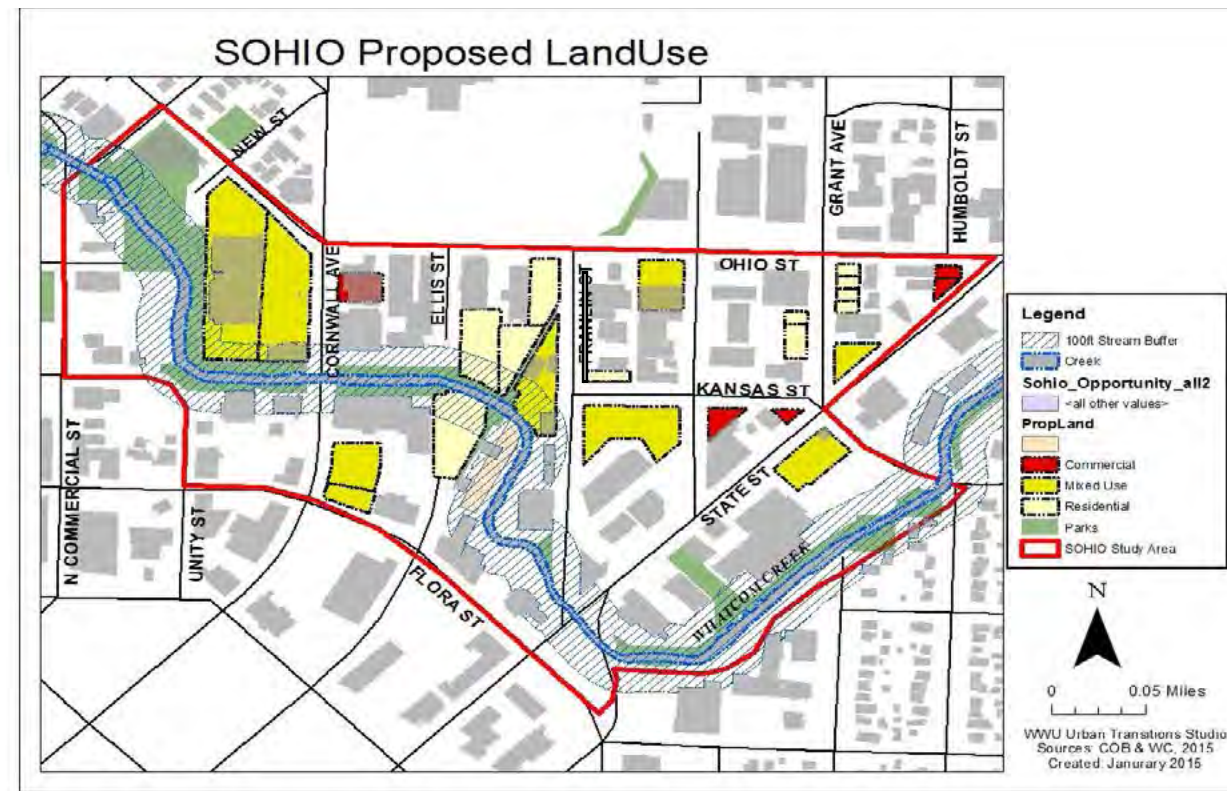 SOHIO Proposed LandUse
NEW ST
GRANT AVE
HUMBOLDT ST
OHIO ST
CORNWALL AVE
ELLIS ST
FRANLIN ST
KANSAS ST
N COMMERCIAL ST
UNITY ST
STATE ST
FLORA ST
WHATCOM CREEK
Legend
100ft Stream Buffer
Creek
Sohio_Opportunity_all2
<all other values>
PropLand
Commercial
Mixed Use
Residential
Parks
SOHIO Study Area
N
0 0.05 Miles
WWU Urban Transitions Studio
Sources: COB & WC, 2015
Created: Janurary 2015